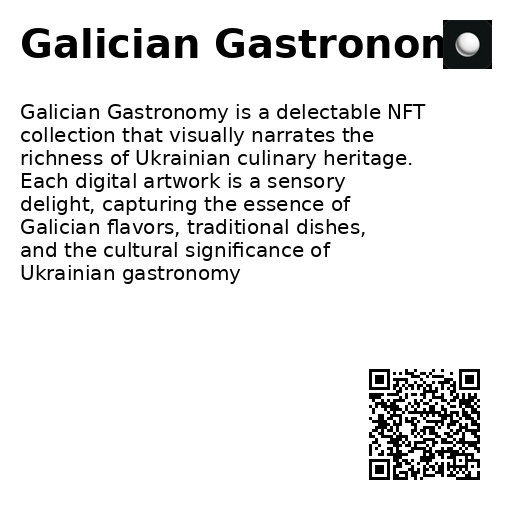 Galician Gastronom
Galician Gastronomy is a delectable NFT
collection that visually narrates the
richness of Ukrainian culinary heritage.
Each digital artwork is a sensory
delight, capturing the essence of
Galician flavors, traditional dishes,
and the cultural significance of
Ukrainian gastronomy